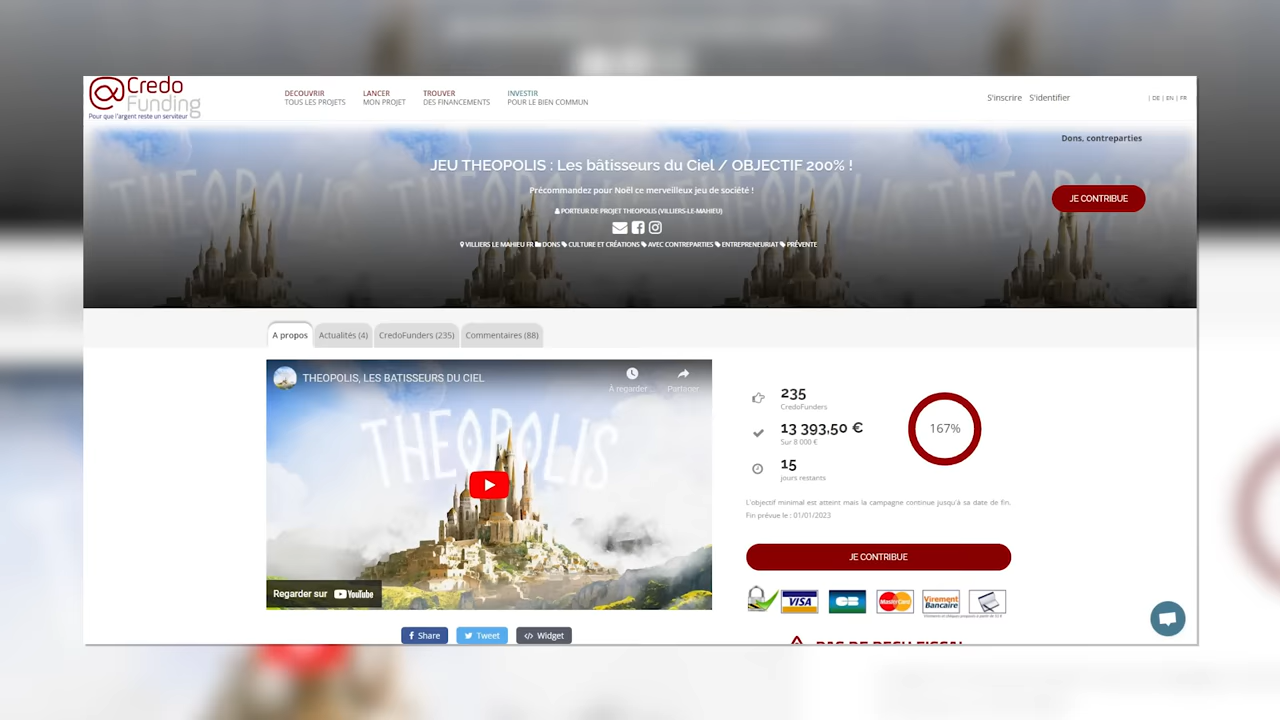 Credo
Funding
Pour que l'argent reste un serviteur
DECOUVRIR
TOUS LES PROJETS
LANCER
MON PROJET
TROUVER
DES FINANCEMENTS
INVESTIR
POUR LE BIEN COMMUN
S'inscrire S'identifier
| DE | EN | FR
Dons, contreparties
JEU THEOPOLIS : Les bâtisseurs du Ciel / OBJECTIF 200% !
Précommandez pour Noël ce merveilleux jeu de société !
PORTEUR DE PROJET THEOPOLIS (VILLIERS-LE-MAHIEU)
VILLIERS LE MAHIEU FR DONS CULTURE ET CRÉATIONS AVEC CONTREPARTIES ENTREPRENEURIAT PRÉVENTE
JE CONTRIBUE
A propos
Actualités (4)
CredoFunders (235)
Commentaires (88)
THEOPOLIS, LES BATISSEURS DU CIEL
À regarder...
Partager
THEOPOLIS
Regarder sur YouTube
Share
Tweet
Widget
235
CredoFunders
13 393,50 €
Sur 8 000 €
15
jours restants
167%
L'objectif minimal est atteint mais la campagne continue jusqu'à sa date de fin.
Fin prévue le : 01/01/2023
JE CONTRIBUE
VISA
CB
MasterCard
Virement
Bancaire